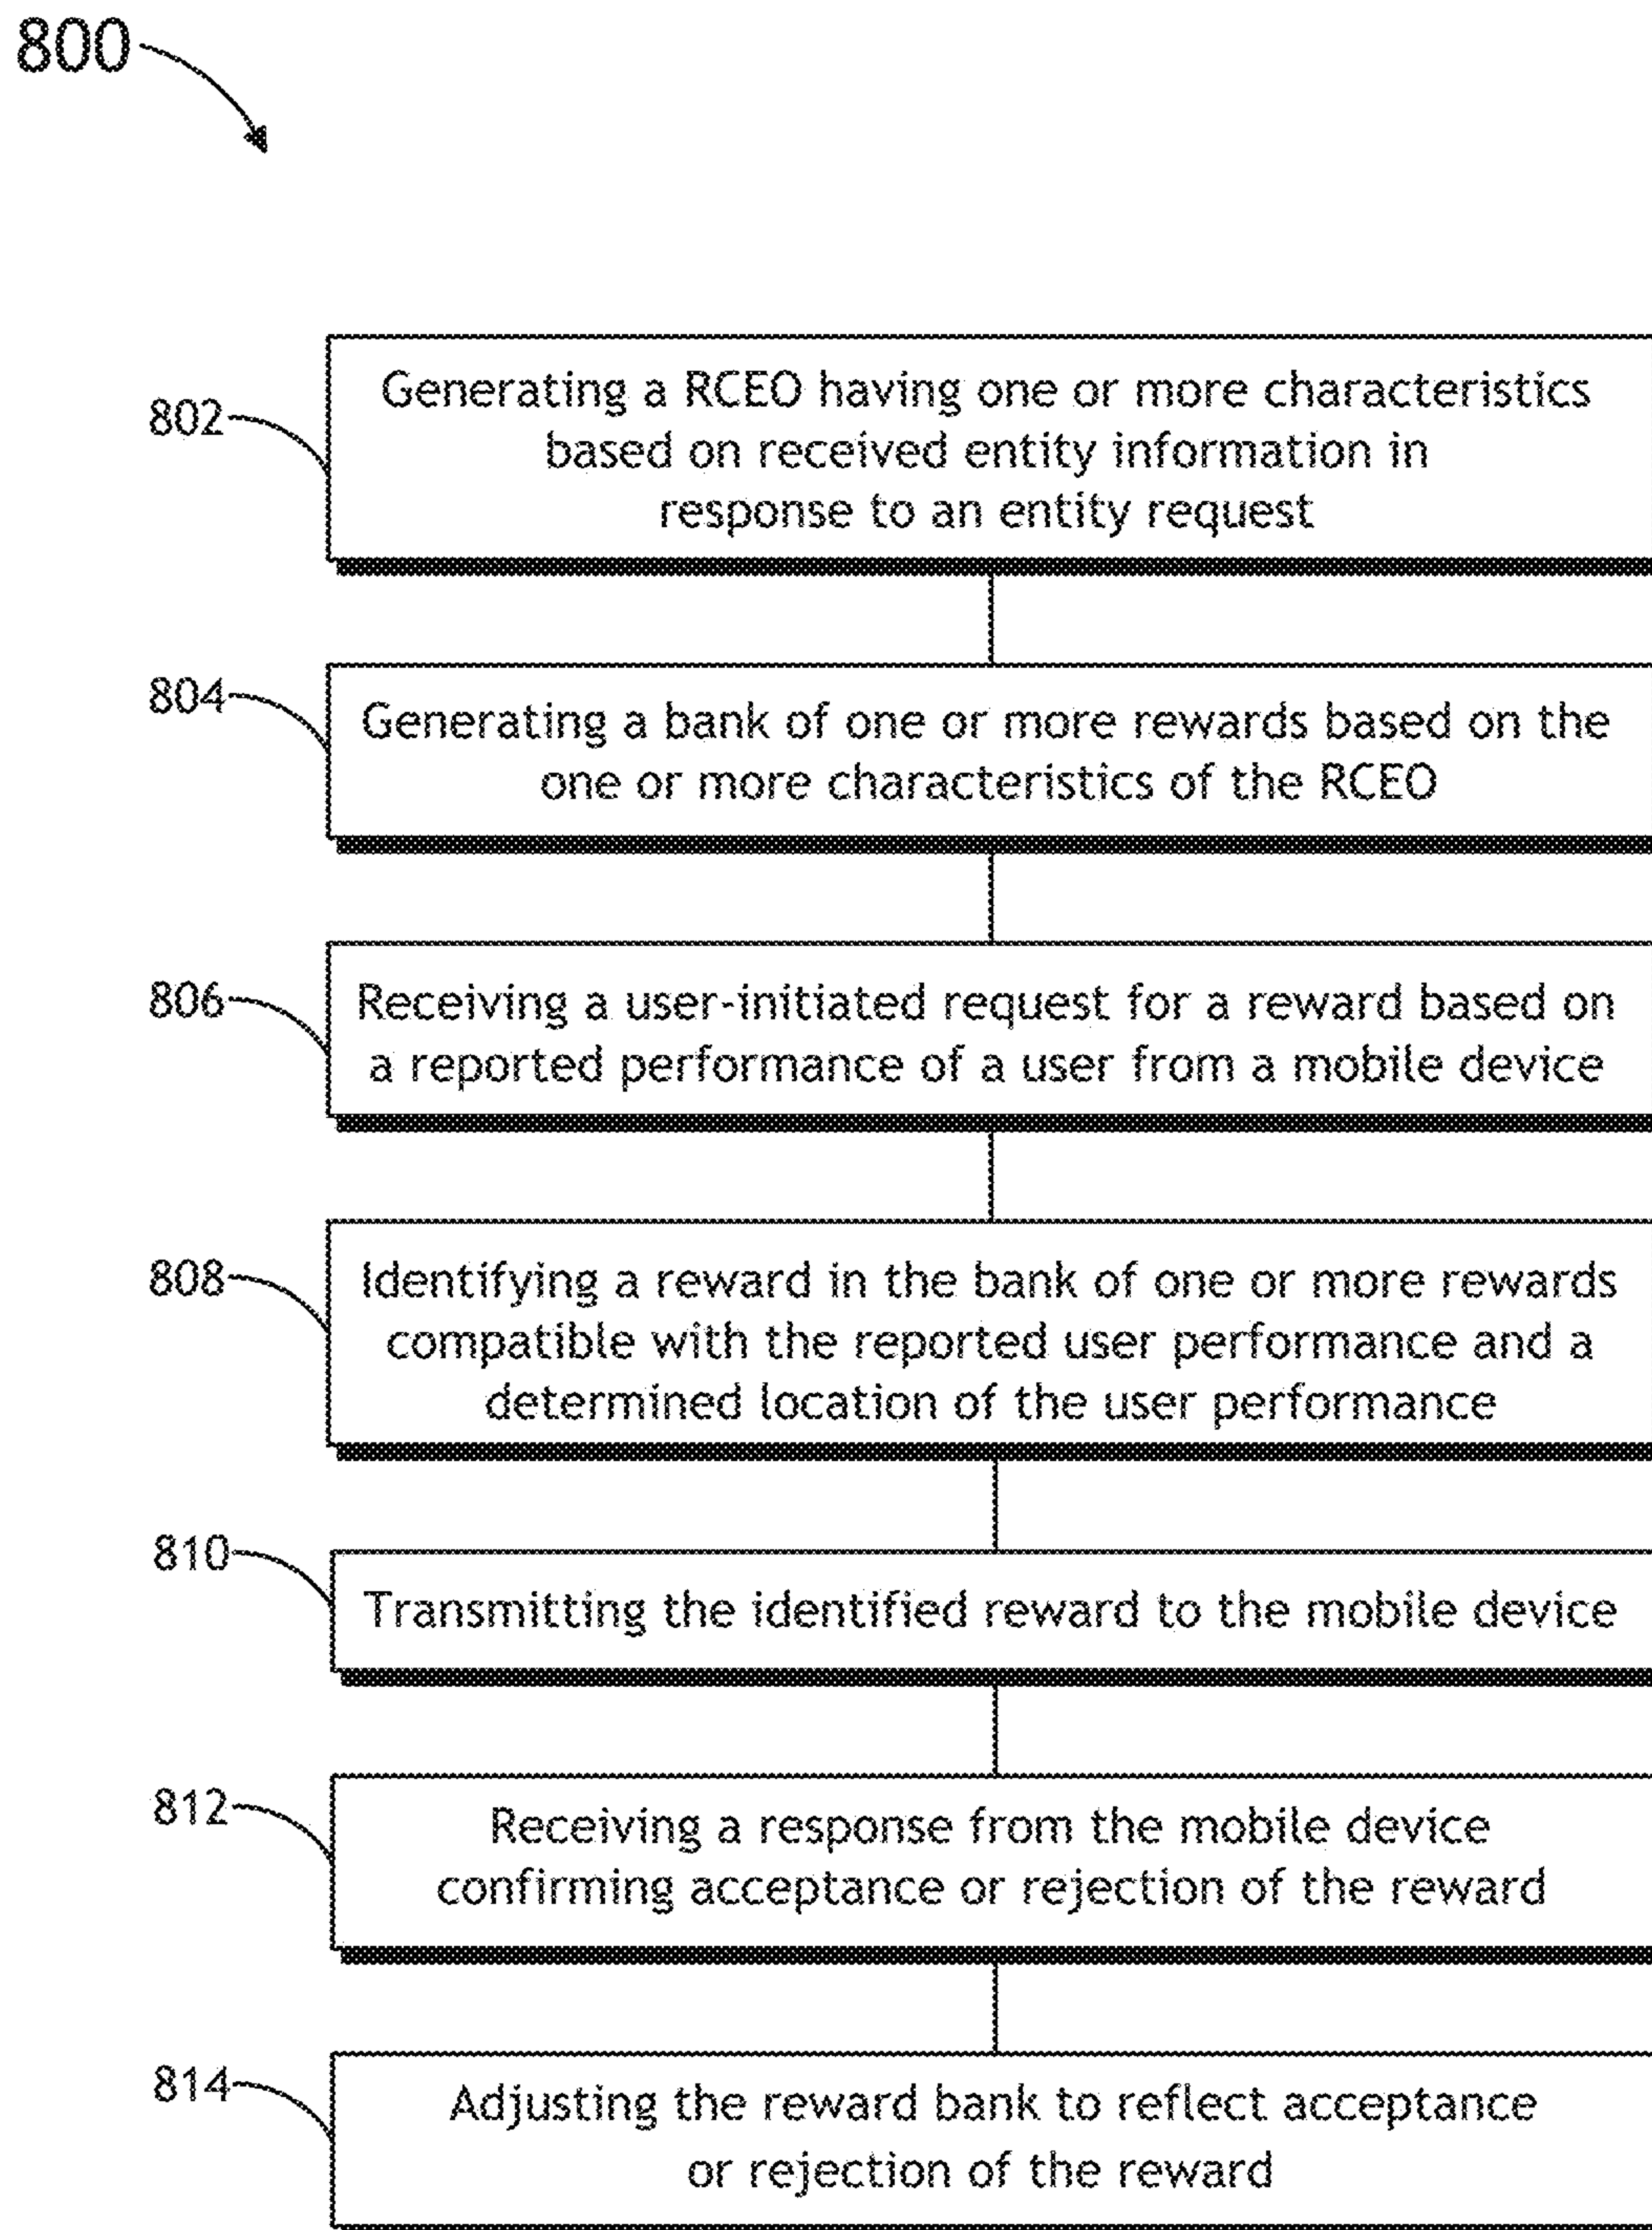 800
802
Generating a RCEO having one or more characteristics
based on received entity information in
response to an entity request
804
Generating a bank of one or more rewards based on the
one or more characteristics of the RCEO
806
Receiving a user-initiated request for a reward based on
a reported performance of a user from a mobile device
808
Identifying a reward in the bank of one or more rewards
compatible with the reported user performance and a
determined location of the user performance
810
Transmitting the identified reward to the mobile device
812
Receiving a response from the mobile device
confirming acceptance or rejection of the reward
814
Adjusting the reward bank to reflect acceptance
or rejection of the reward